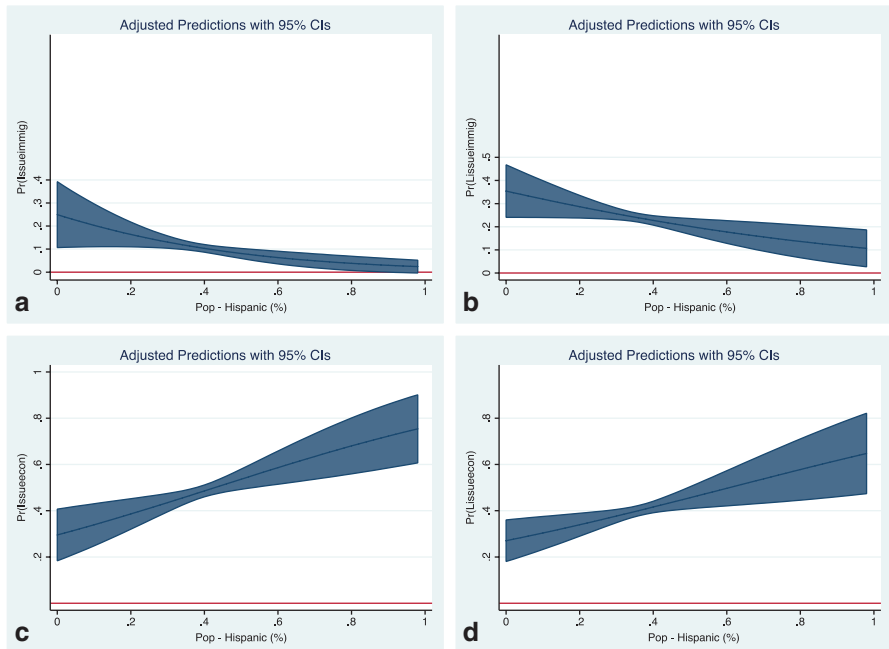 Adjusted Predictions with 95% CIs
Pr(Issueimmig)
.4
.3
.2
.1
0
0 .2 .4 .6 .8 1
Pop - Hispanic (%)
a
Adjusted Predictions with 95% CIs
Pr(Lissueimmig)
.5
.4
.3
.2
.1
0
0 .2 .4 .6 .8 1
Pop - Hispanic (%)
b
Adjusted Predictions with 95% CIs
Pr(Issueecon)
1
.8
.6
.4
.2
0 .2 .4 .6 .8 1
Pop - Hispanic (%)
c
Adjusted Predictions with 95% CIs
Pr(Lissueecon)
.8
.6
.4
.2
0 .2 .4 .6 .8 1
Pop - Hispanic (%)
d